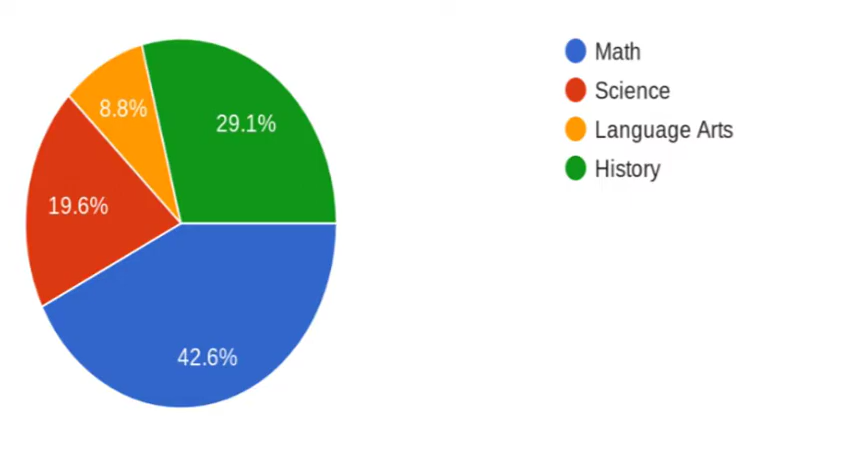 Math
Science
Language Arts
History
8.8%
29.1%
19.6%
42.6%